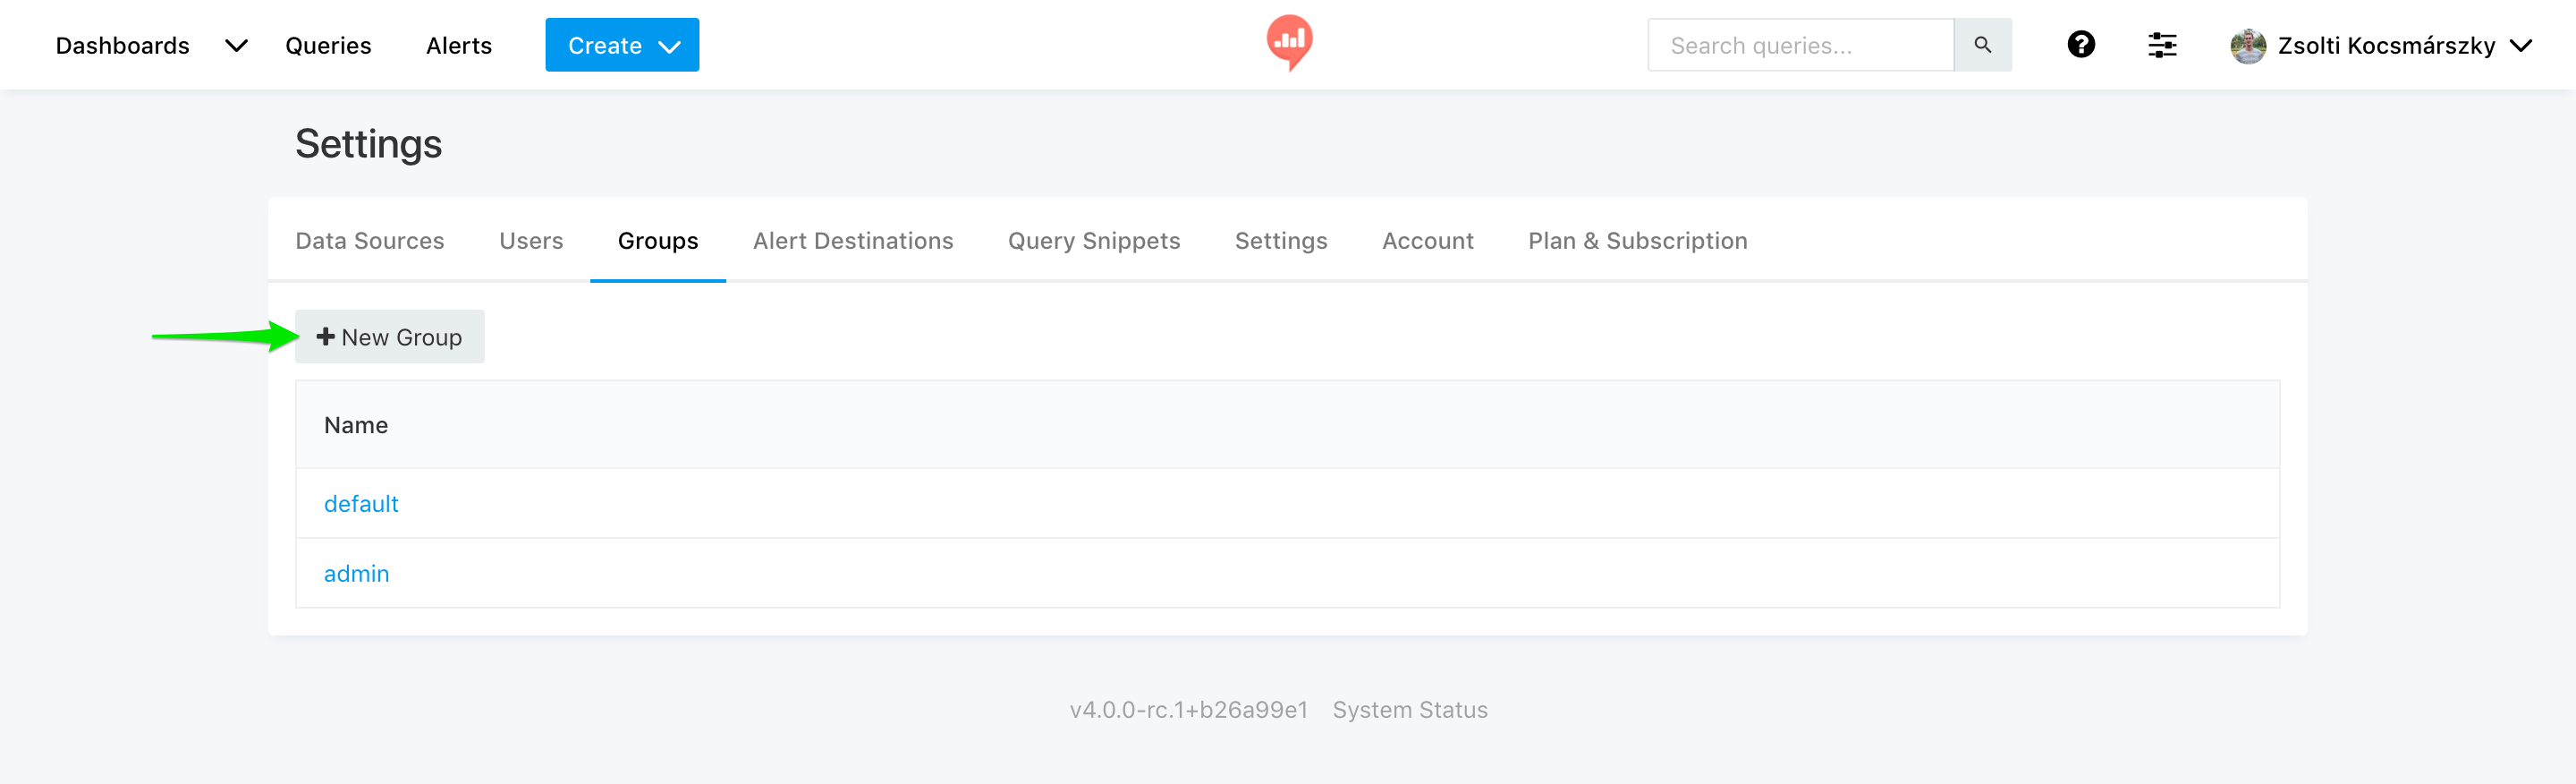 Dashboards Queries Alerts Create Search queries... Zsolti Kocsmárszky
Settings
Data Sources Users Groups Alert Destinations Query Snippets Settings Account Plan & Subscription
+ New Group
Name
default
admin
v4.0.0-rc.1+b26a99e1 System Status